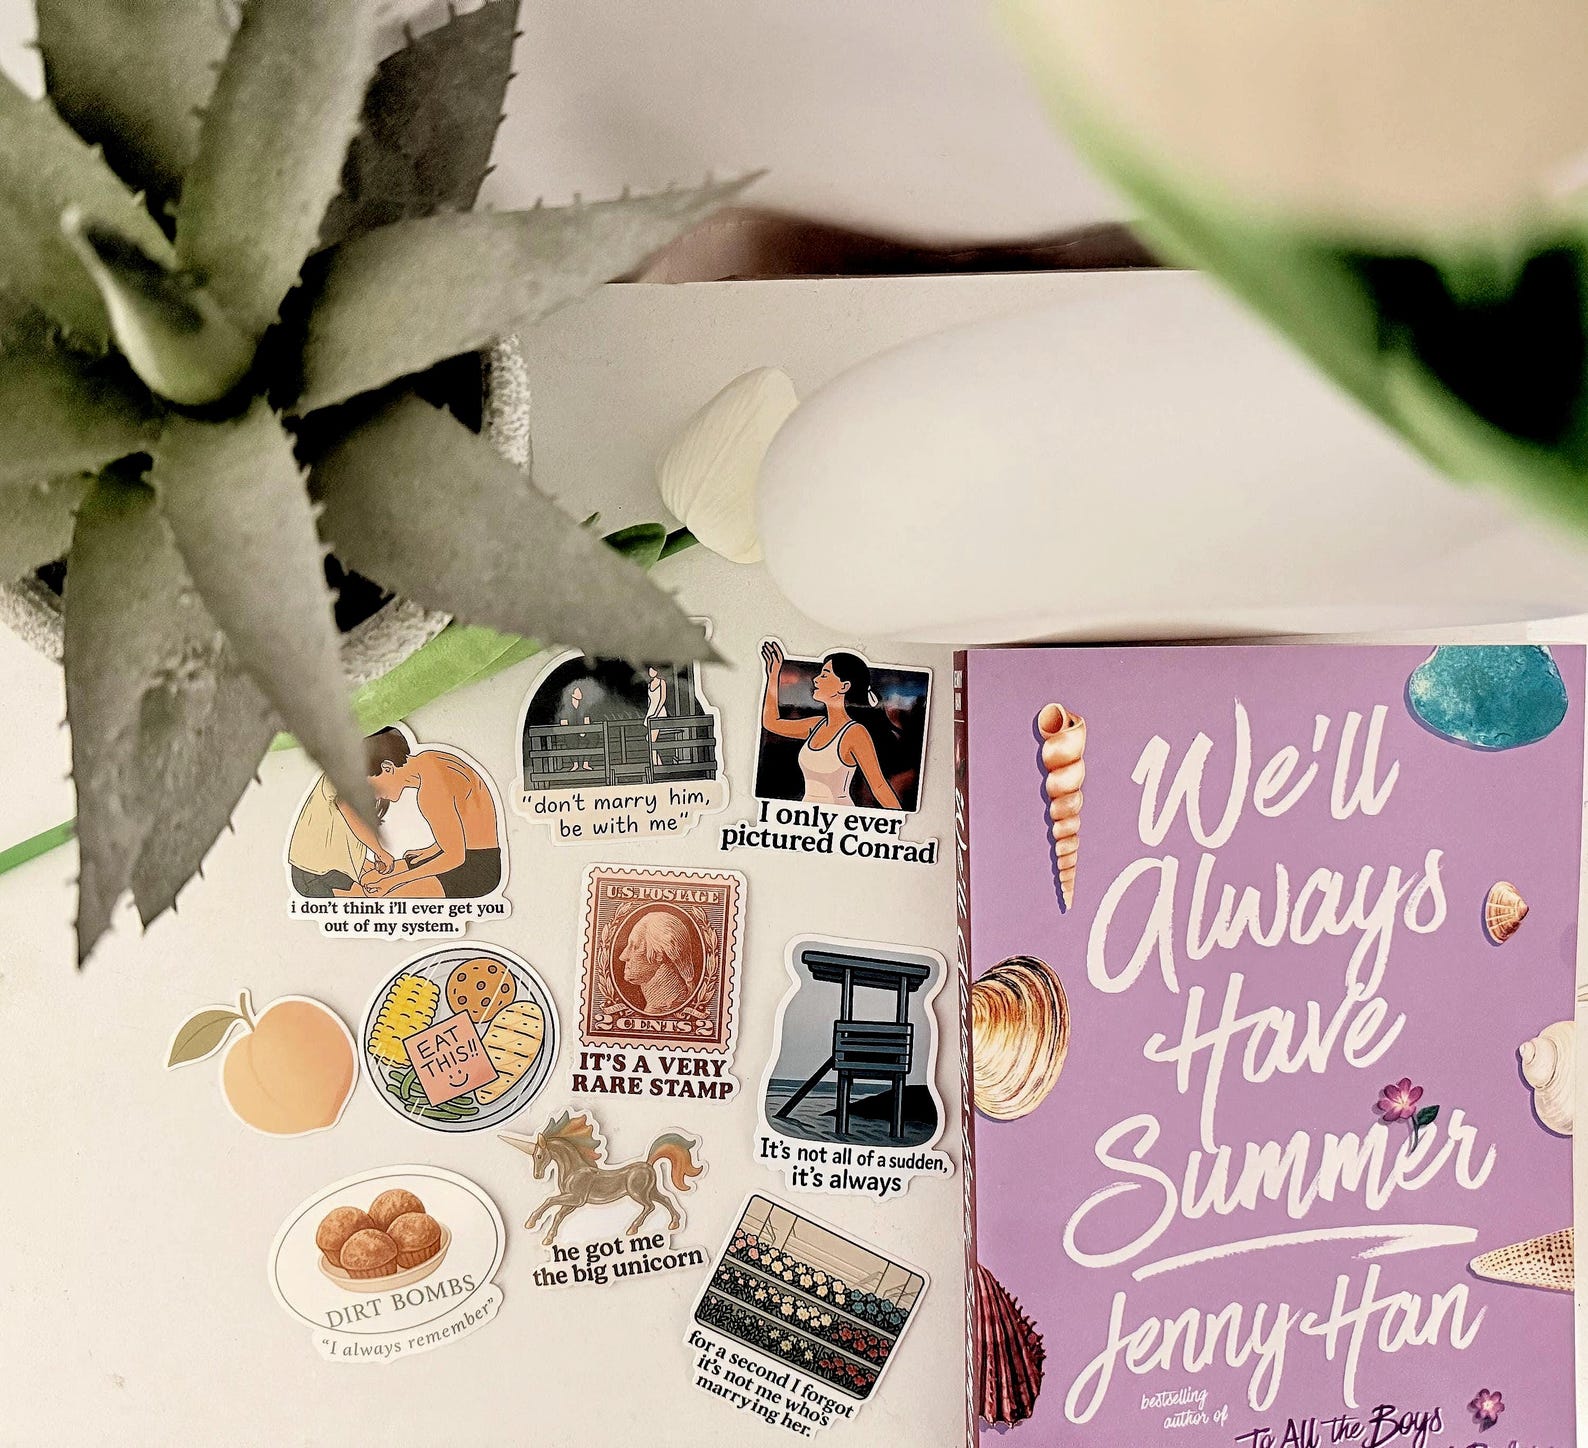 "don't marry him,
be with me"
I only ever
pictured Conrad
i don't think i'll ever get you
out of my system.
U.S. POSTAGE
2 CENTS 2
IT'S A VERY
RARE STAMP
EAT
THIS!!
It's not all of a sudden,
it's always
he got me
the big unicorn
DIRT BOMBS
"I always remember"
for a second I forgot
it's not me who's
marrying her.
We'll
Always
Have
Summer
Jenny Han
bestselling
author of
To All the Boys